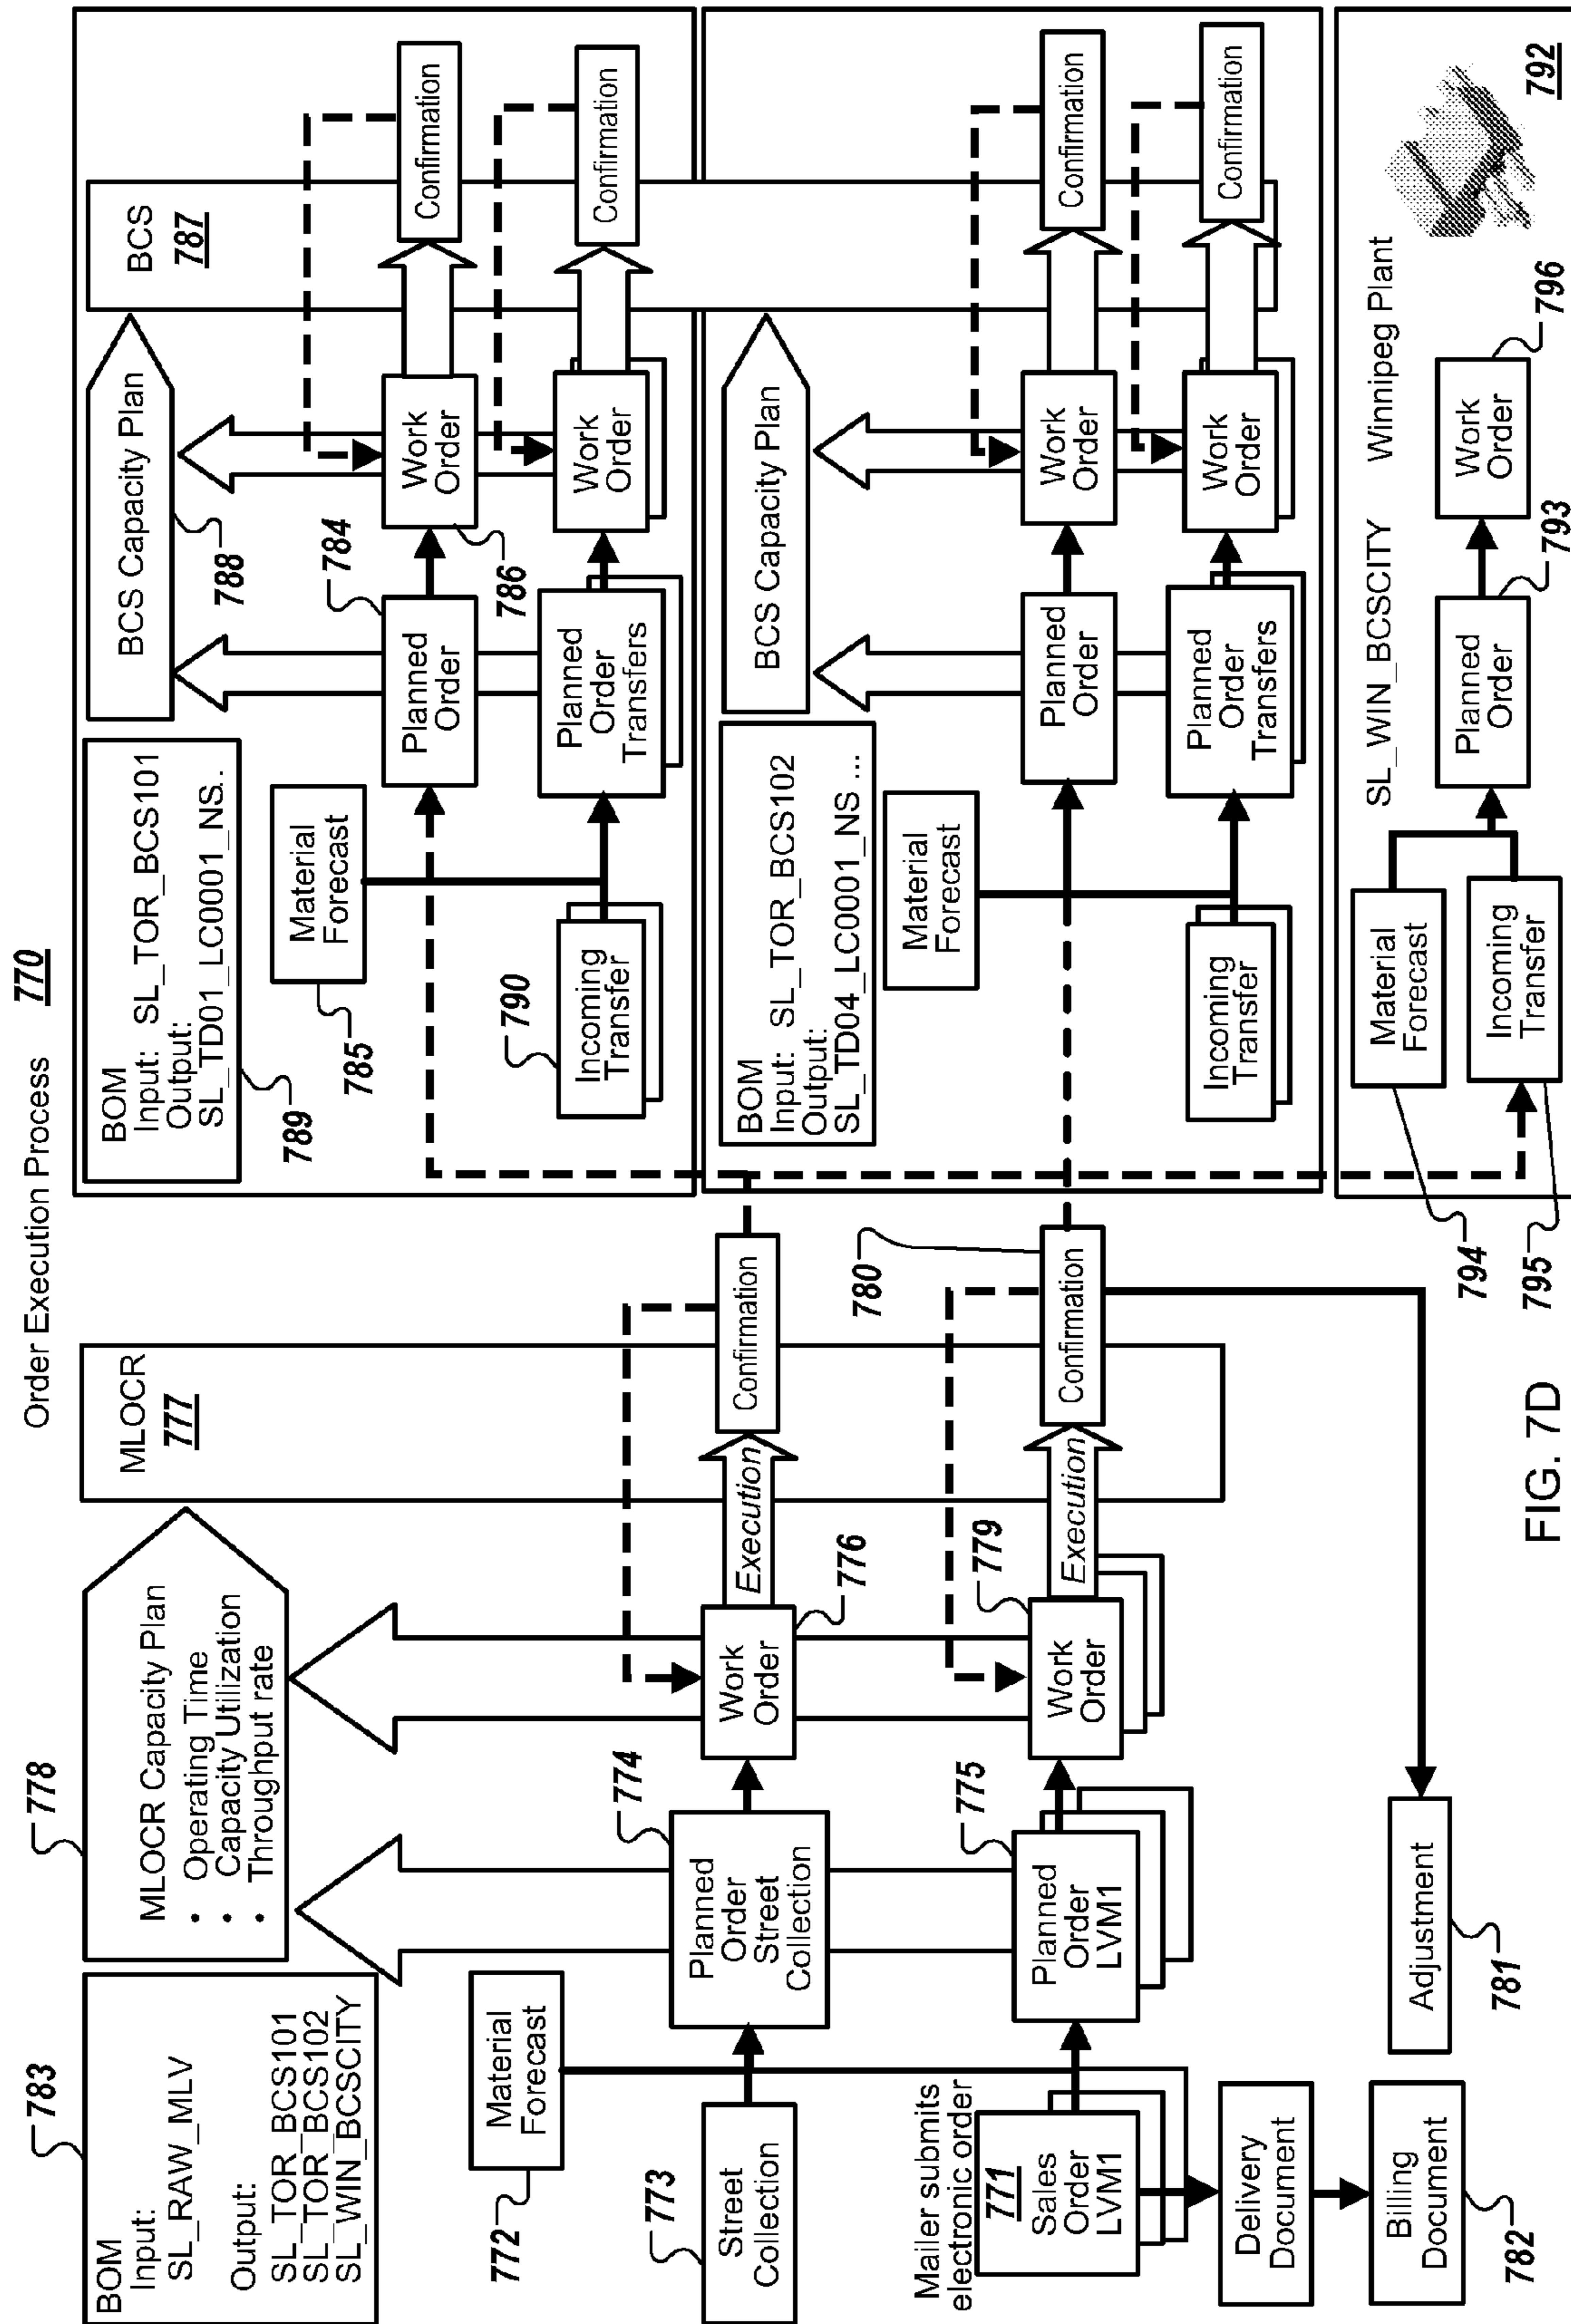 Order Execution Process 770
783
BOM
Input:
SL_RAW_MLV
Output:
SL_TOR_BCS101
SL_TOR_BCS102
SL_WIN_BCSCITY
778
MLOCR Capacity Plan
• Operating Time
• Capacity Utilization
• Throughput rate
MLOCR
777
772
Material
Forecast
773
Street
Collection
774
Planned
Order
Street
Collection
Work
Order
776
Execution
Confirmation
Mailer submits
electronic order
771
Sales
Order
LVM1
775
Planned
Order
LVM1
779
Work
Order
Execution
Confirmation
780
Delivery
Document
Billing
Document
782
Adjustment
781
BOM
Input: SL_TOR_BCS101
Output:
SL_TD01_LC0001_NS..
789
BCS Capacity Plan
788
BCS
787
Material
Forecast
785
784
Planned
Order
Work
Order
786
Confirmation
790
Incoming
Transfer
Planned
Order
Transfers
Work
Order
Confirmation
BOM
Input: SL_TOR_BCS102
Output:
SL_TD04_LC0001_NS ...
BCS Capacity Plan
Material
Forecast
Planned
Order
Work
Order
Confirmation
Incoming
Transfer
Planned
Order
Transfers
Work
Order
Confirmation
SL_WIN_BCSCITY
Winnipeg Plant
792
Material
Forecast
794
Incoming
Transfer
795
Planned
Order
793
Work
Order
796
FIG. 7D